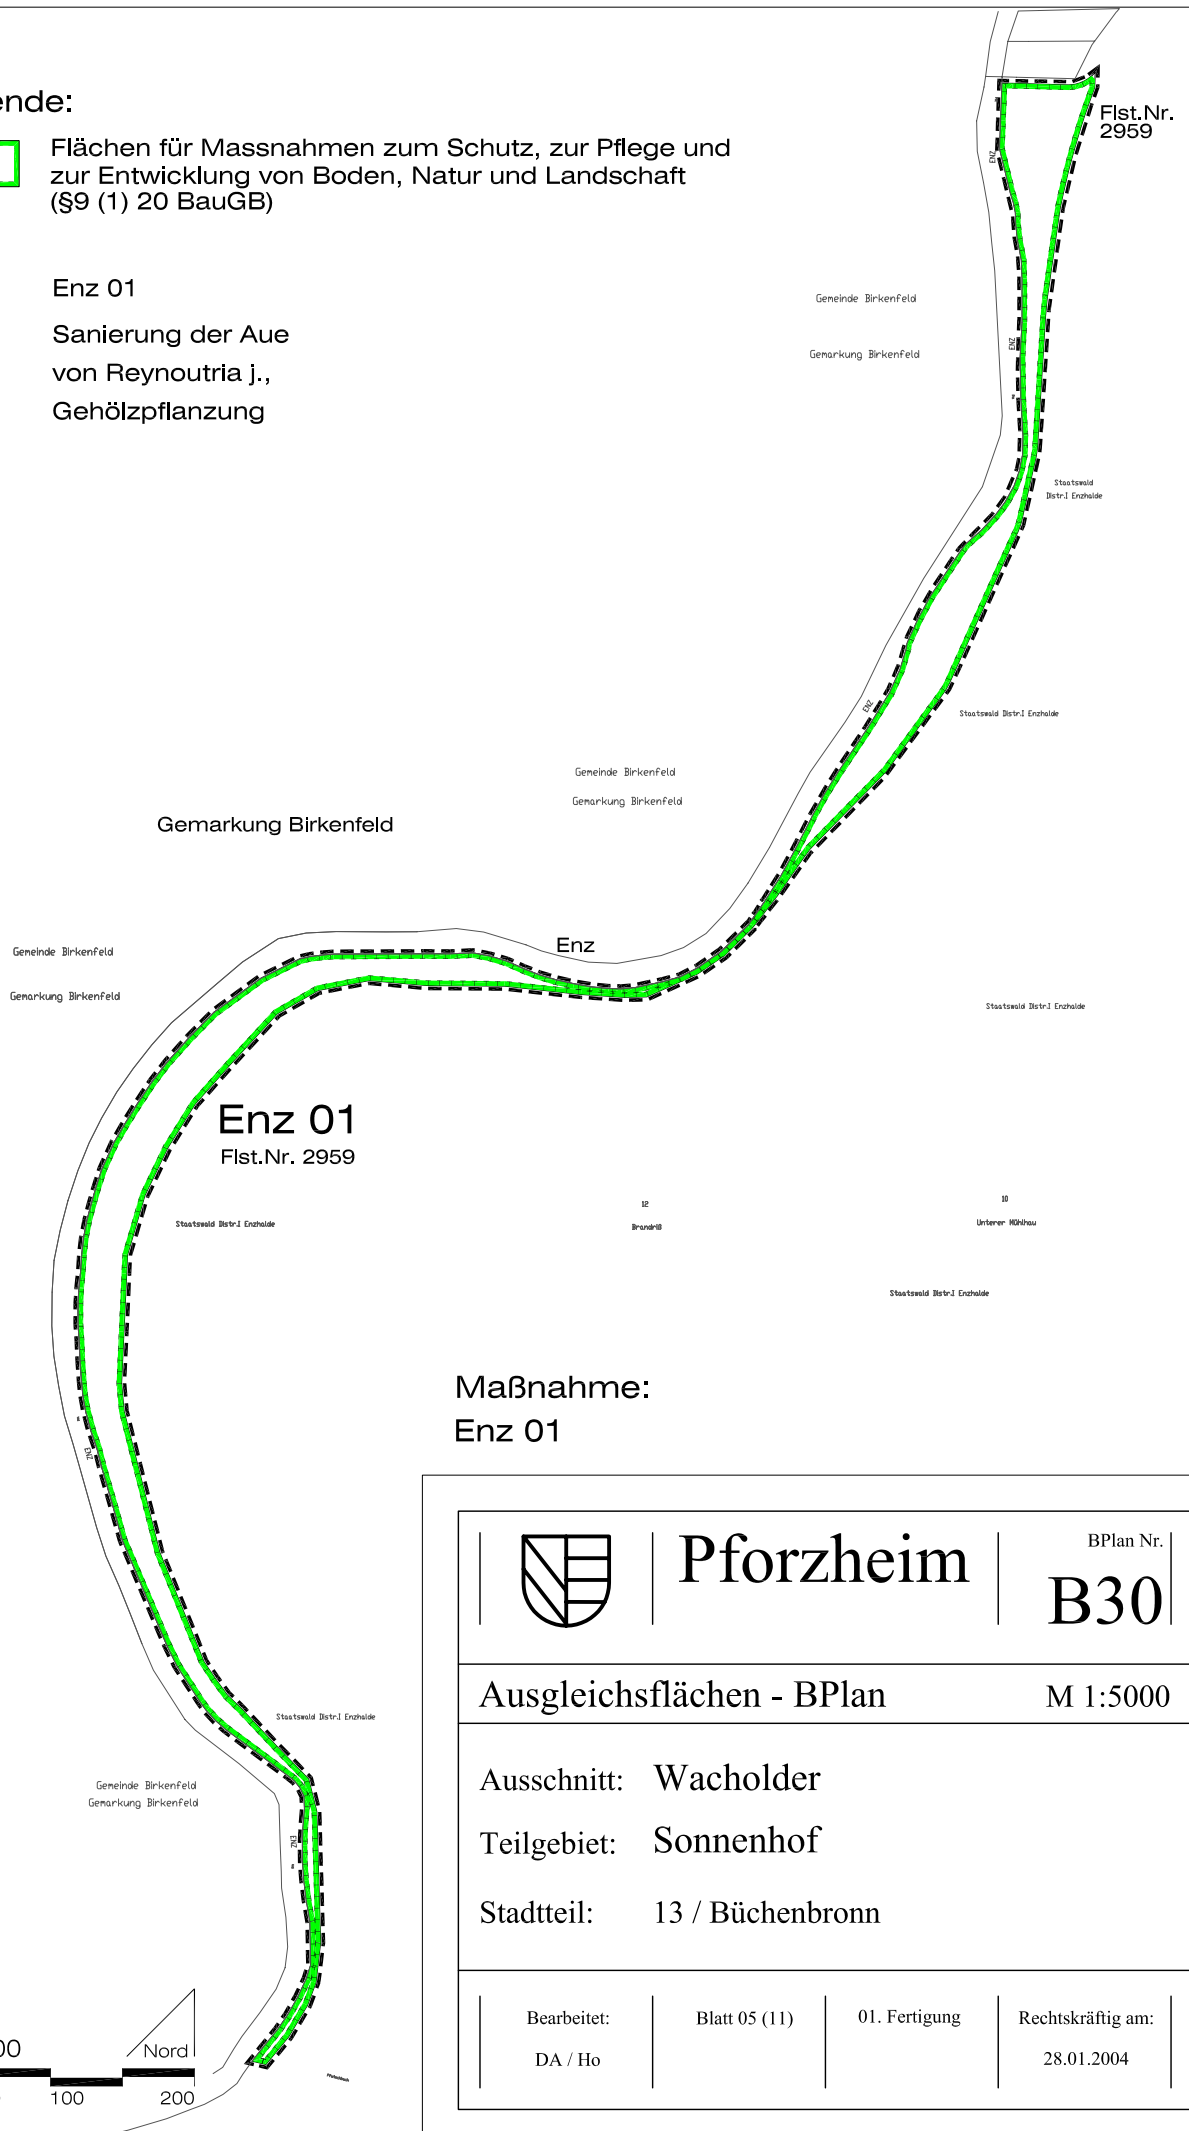 ende:
Flächen für Massnahmen zum Schutz, zur Pflege und
zur Entwicklung von Boden, Natur und Landschaft
(§9 (1) 20 BauGB)
Enz 01
Sanierung der Aue
von Reynoutria j.,
Gehölzpflanzung
Flst.Nr.
2959
ENZ
Gemeinde Birkenfeld
Gemarkung Birkenfeld
ENZ
Staatswald
Distr.I Enzhalde
ENZ
Staatswald Distr.I Enzhalde
Gemeinde Birkenfeld
Gemarkung Birkenfeld
Gemarkung Birkenfeld
Enz
Gemeinde Birkenfeld
Gemarkung Birkenfeld
Staatswald Distr.I Enzhalde
Enz 01
Flst.Nr. 2959
Staatswald Distr.I Enzhalde
12
Brandriß
10
Unterer Mühlhau
Staatswald Distr.I Enzhalde
Maßnahme:
Enz 01
ENZ
Pforzheim
BPlan Nr.
B30
Ausgleichsflächen - BPlan
M 1:5000
Staatswald Distr.I Enzhalde
Gemeinde Birkenfeld
Gemarkung Birkenfeld
ENZ
Ausschnitt: Wacholder
Teilgebiet: Sonnenhof
Stadtteil: 13 / Büchenbronn
Bearbeitet:
DA / Ho
Blatt 05 (11)
01. Fertigung
Rechtskräftig am:
28.01.2004
00
Nord
100
200